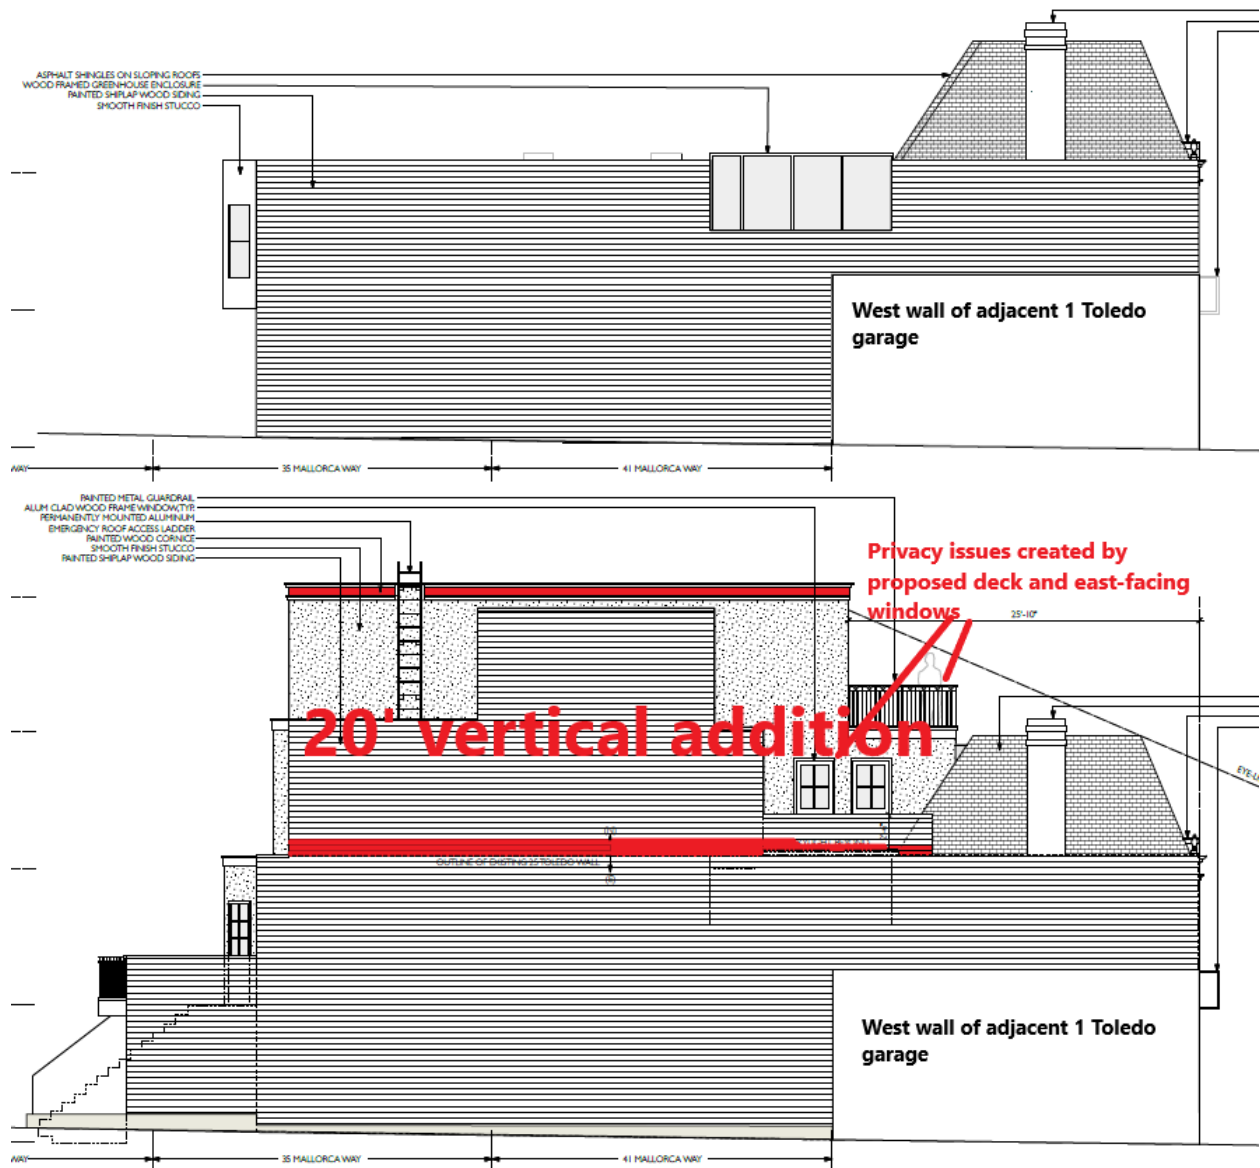 ASPHALT SHINGLES ON SLOPING ROOFS
WOOD FRAMED GREENHOUSE ENCLOSURE
PAINTED SHIPLAP WOOD SIDING
SMOOTH FINISH STUCCO
West wall of adjacent 1 Toledo
garage
WAY
35 MALLORCA WAY
41 MALLORCA WAY
PAINTED METAL GUARDRAIL
ALUM CLAD WOOD FRAME WINDOW,TYP.
PERMANENTLY MOUNTED ALUMINUM
EMERGENCY ROOF ACCESS LADDER
PAINTED WOOD CORNICE
SMOOTH FINISH STUCCO
PAINTED SHIPLAP WOOD SIDING
Privacy issues created by
proposed deck and east-facing
windows
25'-10"
20' vertical addition
(N)
OUTLINE OF EXISTING 25 TOLEDO WALL
(E)
West wall of adjacent 1 Toledo
garage
WAY
35 MALLORCA WAY
41 MALLORCA WAY